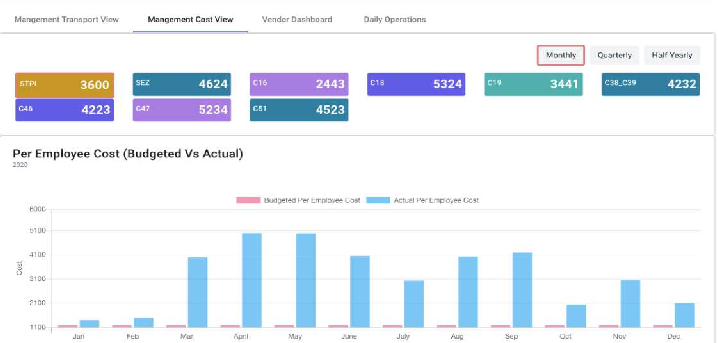 Mangement Transport View Mangement Cost View Vendor Dashboard Daily Operations
Monthly Quarterly Half Yearly
STPI 3600 SEZ 4624 C16 2443 C18 5324 C19 3441 C38_C39 4232
C46 4223 C47 5234 C51 4523
Per Employee Cost (Budgeted Vs Actual)
2020
Budgeted Per Employee Cost Actual Per Employee Cost
6000
5100
4100
3100
2100
1100
Cost
Jan Feb Mar April May June July Aug Sep Oct Nov Dec